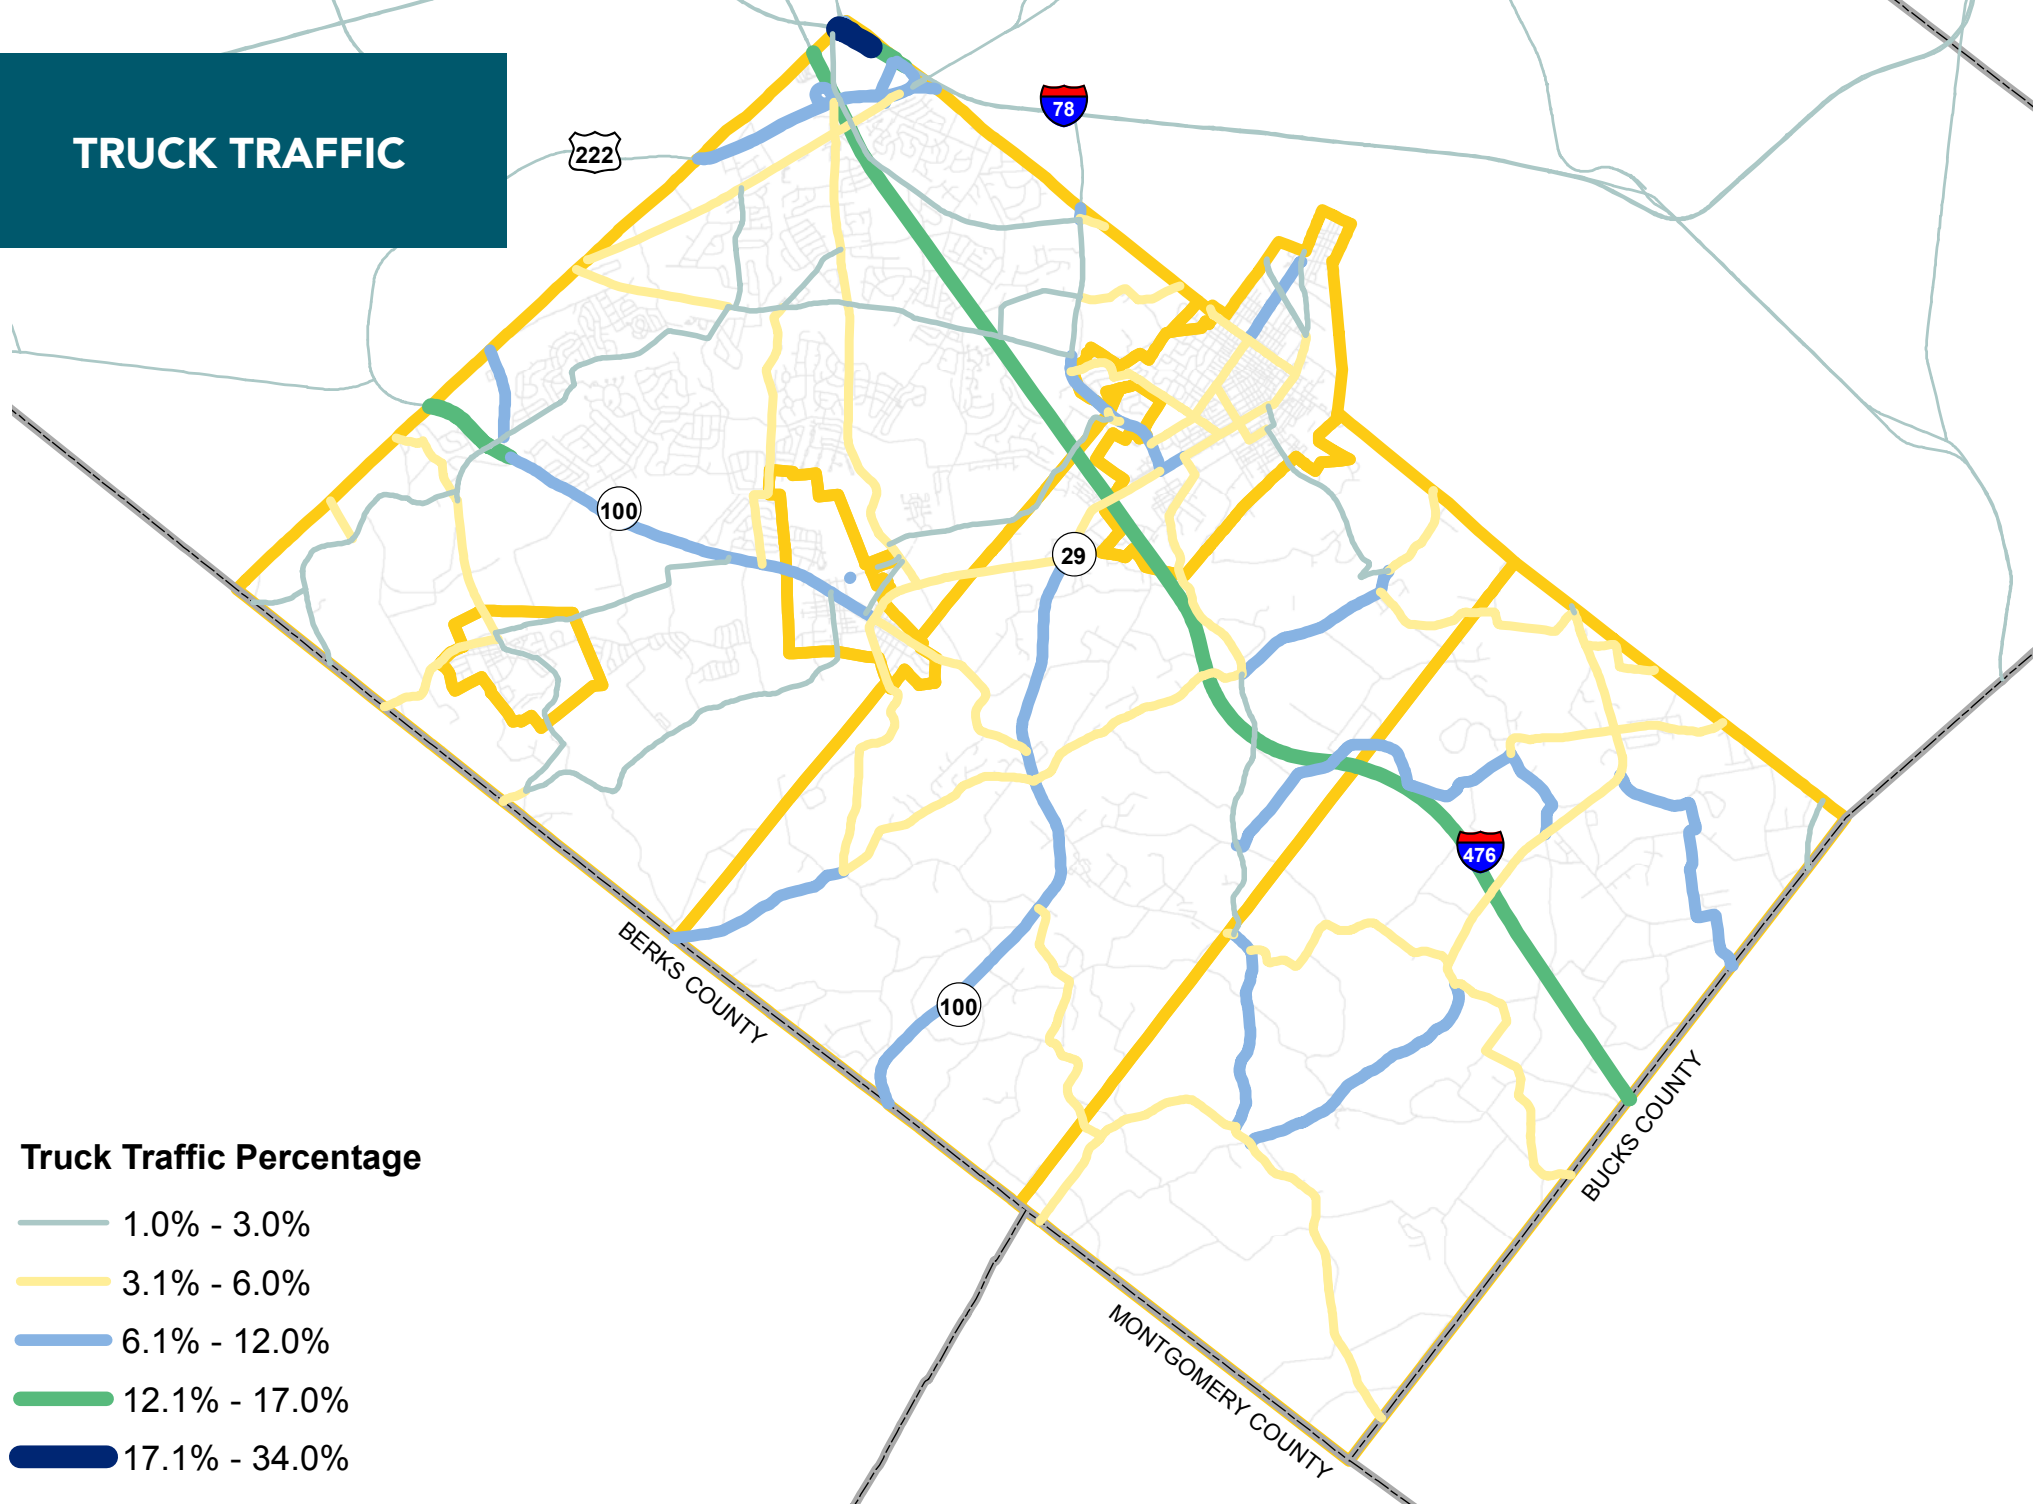 TRUCK TRAFFIC
78
222
100
29
476
BERKS COUNTY
100
BUCKS COUNTY
MONTGOMERY COUNTY
Truck Traffic Percentage
1.0% - 3.0%
3.1% - 6.0%
6.1% - 12.0%
12.1% - 17.0%
17.1% - 34.0%